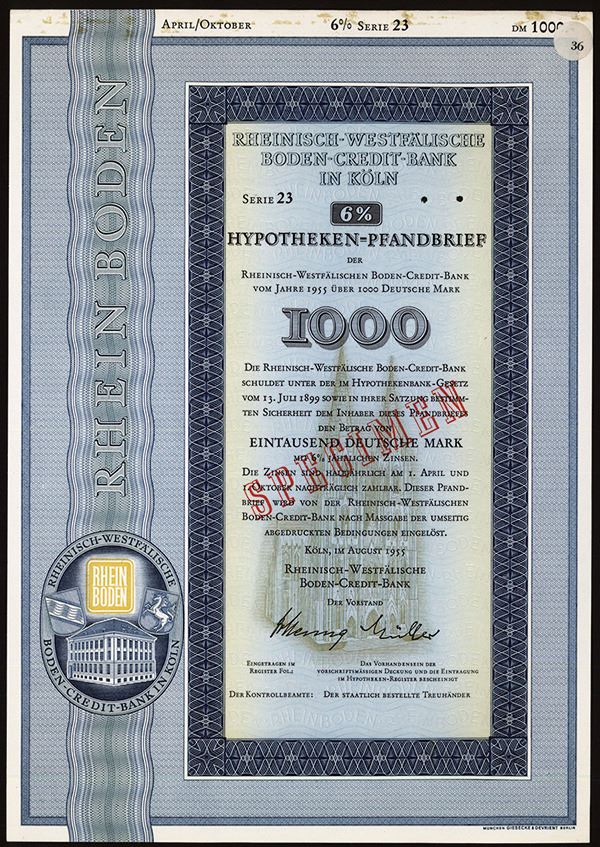 APRIL/OKTOBER 6% SERIE 23 DM 1000
36
RHEINISCH-WESTFÄLISCHE
BODEN-CREDIT-BANK
IN KÖLN
SERIE 23
6%
HYPOTHEKEN=PFANDBRIEF
DER
RHEINISCH-WESTFÄLISCHEN BODEN-CREDIT-BANK
VOM JAHRE 1955 ÜBER 1000 DEUTSCHE MARK
1000
DIE RHEINISCH-WESTFÄLISCHE BODEN-CREDIT-BANK
SCHULDET UNTER DER IM HYPOTHEKENBANK-GESETZ
VOM 13. JULI 1899 SOWIE IN IHRER SATZUNG BESTIMM-
TEN SICHERHEIT DEM INHABER DIESES PFANDBRIEFES
DEN BETRAG VON
EINTAUSEND DEUTSCHE MARK
MIT 6% JÄHRLICHEN ZINSEN.
DIE ZINSEN SIND HALBJÄHRLICH AM 1. APRIL UND
1. OKTOBER NACHTRÄGLICH ZAHLBAR. DIESER PFAND-
BRIEF WIRD VON DER RHEINISCH-WESTFÄLISCHEN
BODEN-CREDIT-BANK NACH MASSGABE DER UMSEITIG
ABGEDRUCKTEN BEDINGUNGEN EINGELÖST.
KÖLN, IM AUGUST 1955
RHEINISCH-WESTFÄLISCHE
BODEN-CREDIT-BANK
DER VORSTAND
Müller
EINGETRAGEN IM
REGISTER FOL.:
DAS VORHANDENSEIN DER
VORSCHRIFTSMÄSSIGEN DECKUNG UND DIE EINTRAGUNG
IM HYPOTHEKEN-REGISTER BESCHEINIGT
DER KONTROLLBEAMTE: DER STAATLICH BESTELLTE TREUHÄNDER
SPECIMEN
RHEIN BODEN
RHEINISCH-WESTFÄLISCHE
RHEIN
BODEN
BODEN-CREDIT-BANK IN KÖLN
RHEINBODEN
MÜNCHEN GIESECKE & DEVRIENT BERLIN